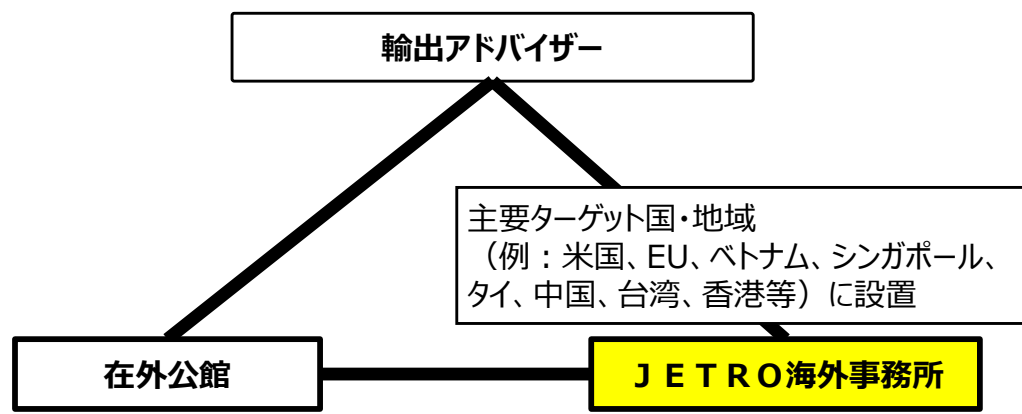 輸出アドバイザー
主要ターゲット国・地域
（例：米国、EU、ベトナム、シンガポール、
タイ、中国、台湾、香港等）に設置
在外公館
ＪＥＴＲＯ海外事務所